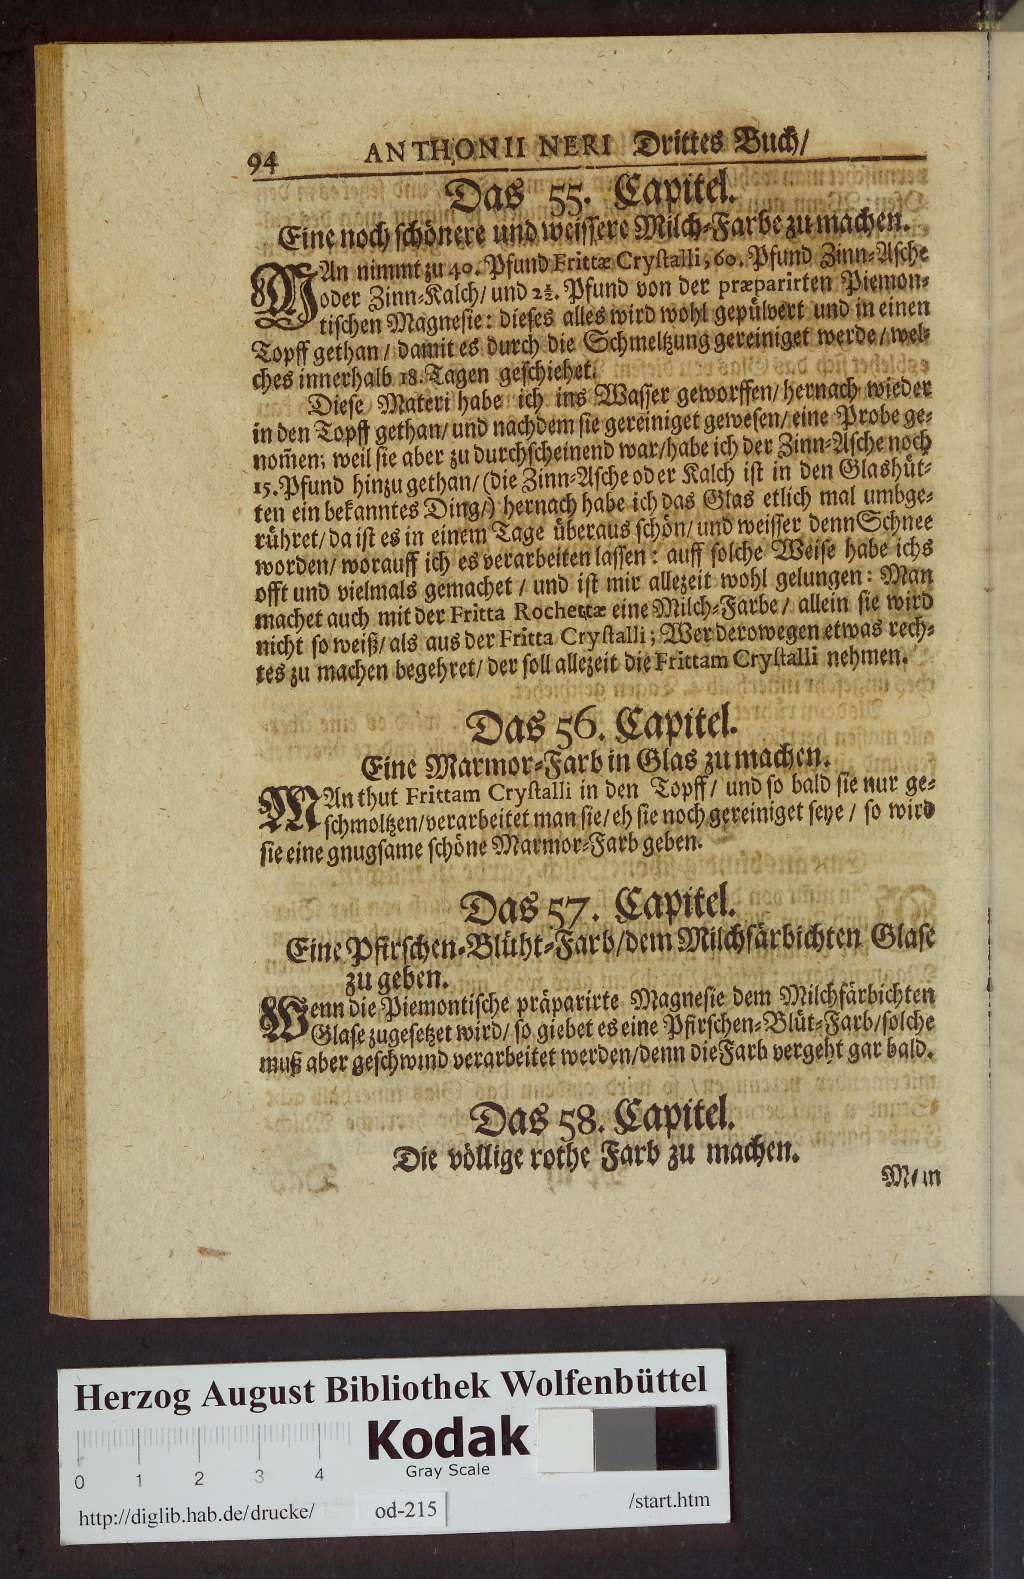 94 ANTHONII NERI Drittes Buch/
Das 55. Capitel.
Eine noch schönere und weissere Milch-Farbe zu machen.
MAn nimmt zu 40. Pfund Frittæ Crystalli, 60. Pfund Zinn-Asche
oder Zinn-Kalch/ und 2½. Pfund von der præparirten Piemon-
tischen Magnesie: dieses alles wird wohl gepülvert und in einen
Topff gethan/ damit es durch die Schmeltzung gereiniget werde/ wel-
ches innerhalb 18. Tagen geschiehet.
Diese Materi habe ich ins Wasser geworffen/ hernach wieder
in den Topff gethan/ und nachdem sie gereiniget gewesen/ eine Probe ge-
nom̃en; weil sie aber zu durchscheinend war/ habe ich der Zinn-Asche noch
15. Pfund hinzu gethan/ (die Zinn-Asche oder Kalch ist in den Glashüt-
ten ein bekanntes Ding/) hernach habe ich das Glas etlich mal umbge-
rühret/ da ist es in einem Tage überaus schön/ und weisser denn Schnee
worden/ worauff ich es verarbeiten lassen: auff solche Weise habe ichs
offt und vielmals gemachet/ und ist mir allezeit wohl gelungen: Man
machet auch mit der Fritta Rochettæ eine Milch-Farbe/ allein sie wird
nicht so weiß/ als aus der Fritta Crystalli; Wer derowegen etwas rech-
tes zu machen begehret/ der soll allezeit die Frittam Crystalli nehmen.
Das 56. Capitel.
Eine Marmor-Farb in Glas zu machen.
MAn thut Frittam Crystalli in den Topff/ und so bald sie nur ge-
schmoltzen/ verarbeitet man sie/ eh sie noch gereiniget seye/ so wird
sie eine gnugsame schöne Marmor-Farb geben.
Das 57. Capitel.
Eine Pfirschen-Blüht-Farb/ dem Milchfärbichten Glase
zu geben.
Wenn die Piemontische präparirte Magnesie dem Milchfärbichten
Glase zugesetzet wird/ so giebet es eine Pfirschen-Blüt-Farb/ solche
muß aber geschwind verarbeitet werden/ denn die Farb vergeht gar bald.
Das 58. Capitel.
Die völlige rothe Farb zu machen.
Man
Herzog August Bibliothek Wolfenbüttel
Kodak
Gray Scale
0 1 2 3 4
http://diglib.hab.de/drucke/ od-215 /start.htm